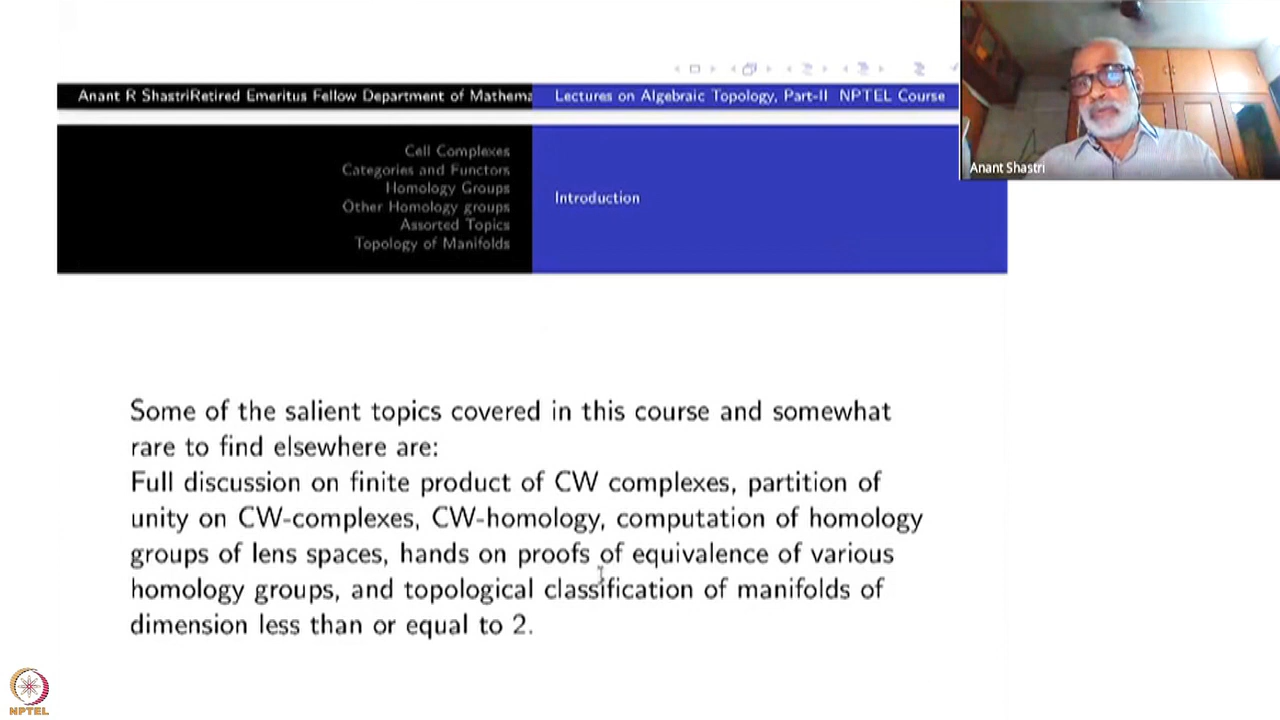 Anant R ShastriRetired Emeritus Fellow Department of Mathema
Lectures on Algebraic Topology, Part-II NPTEL Course
Cell Complexes
Categories and Functors
Homology Groups
Other Homology groups
Assorted Topics
Topology of Manifolds
Introduction
Anant Shastri
Some of the salient topics covered in this course and somewhat
rare to find elsewhere are:
Full discussion on finite product of CW complexes, partition of
unity on CW-complexes, CW-homology, computation of homology
groups of lens spaces, hands on proofs of equivalence of various
homology groups, and topological classification of manifolds of
dimension less than or equal to 2.
NPTEL